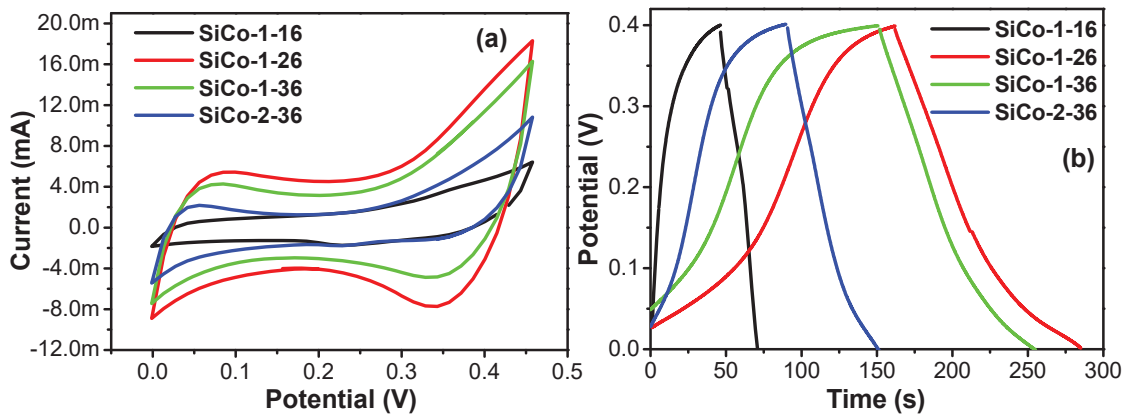 (a)
SiCo-1-16
SiCo-1-26
SiCo-1-36
SiCo-2-36
20.0m
16.0m
12.0m
8.0m
4.0m
0.0
-4.0m
-8.0m
-12.0m
Current (mA)
0.0 0.1 0.2 0.3 0.4 0.5
Potential (V)
(b)
SiCo-1-16
SiCo-1-26
SiCo-1-36
SiCo-2-36
0.4
0.3
0.2
0.1
0.0
Potential (V)
0 50 100 150 200 250 300
Time (s)